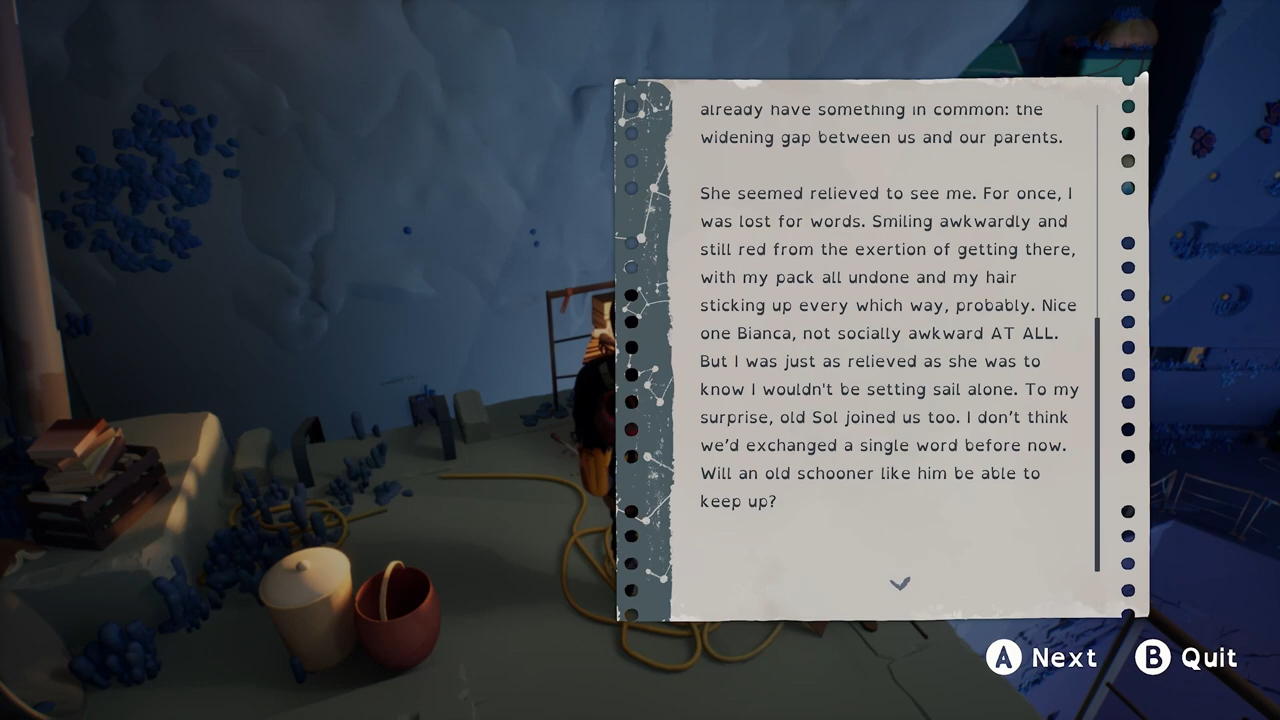 already have something in common: the
widening gap between us and our parents.
She seemed relieved to see me. For once, I
was lost for words. Smiling awkwardly and
still red from the exertion of getting there,
with my pack all undone and my hair
sticking up every which way, probably. Nice
one Bianca, not socially awkward AT ALL.
But I was just as relieved as she was to
know I wouldn't be setting sail alone. To my
surprise, old Sol joined us too. I don’t think
we’d exchanged a single word before now.
Will an old schooner like him be able to
keep up?
A Next B Quit